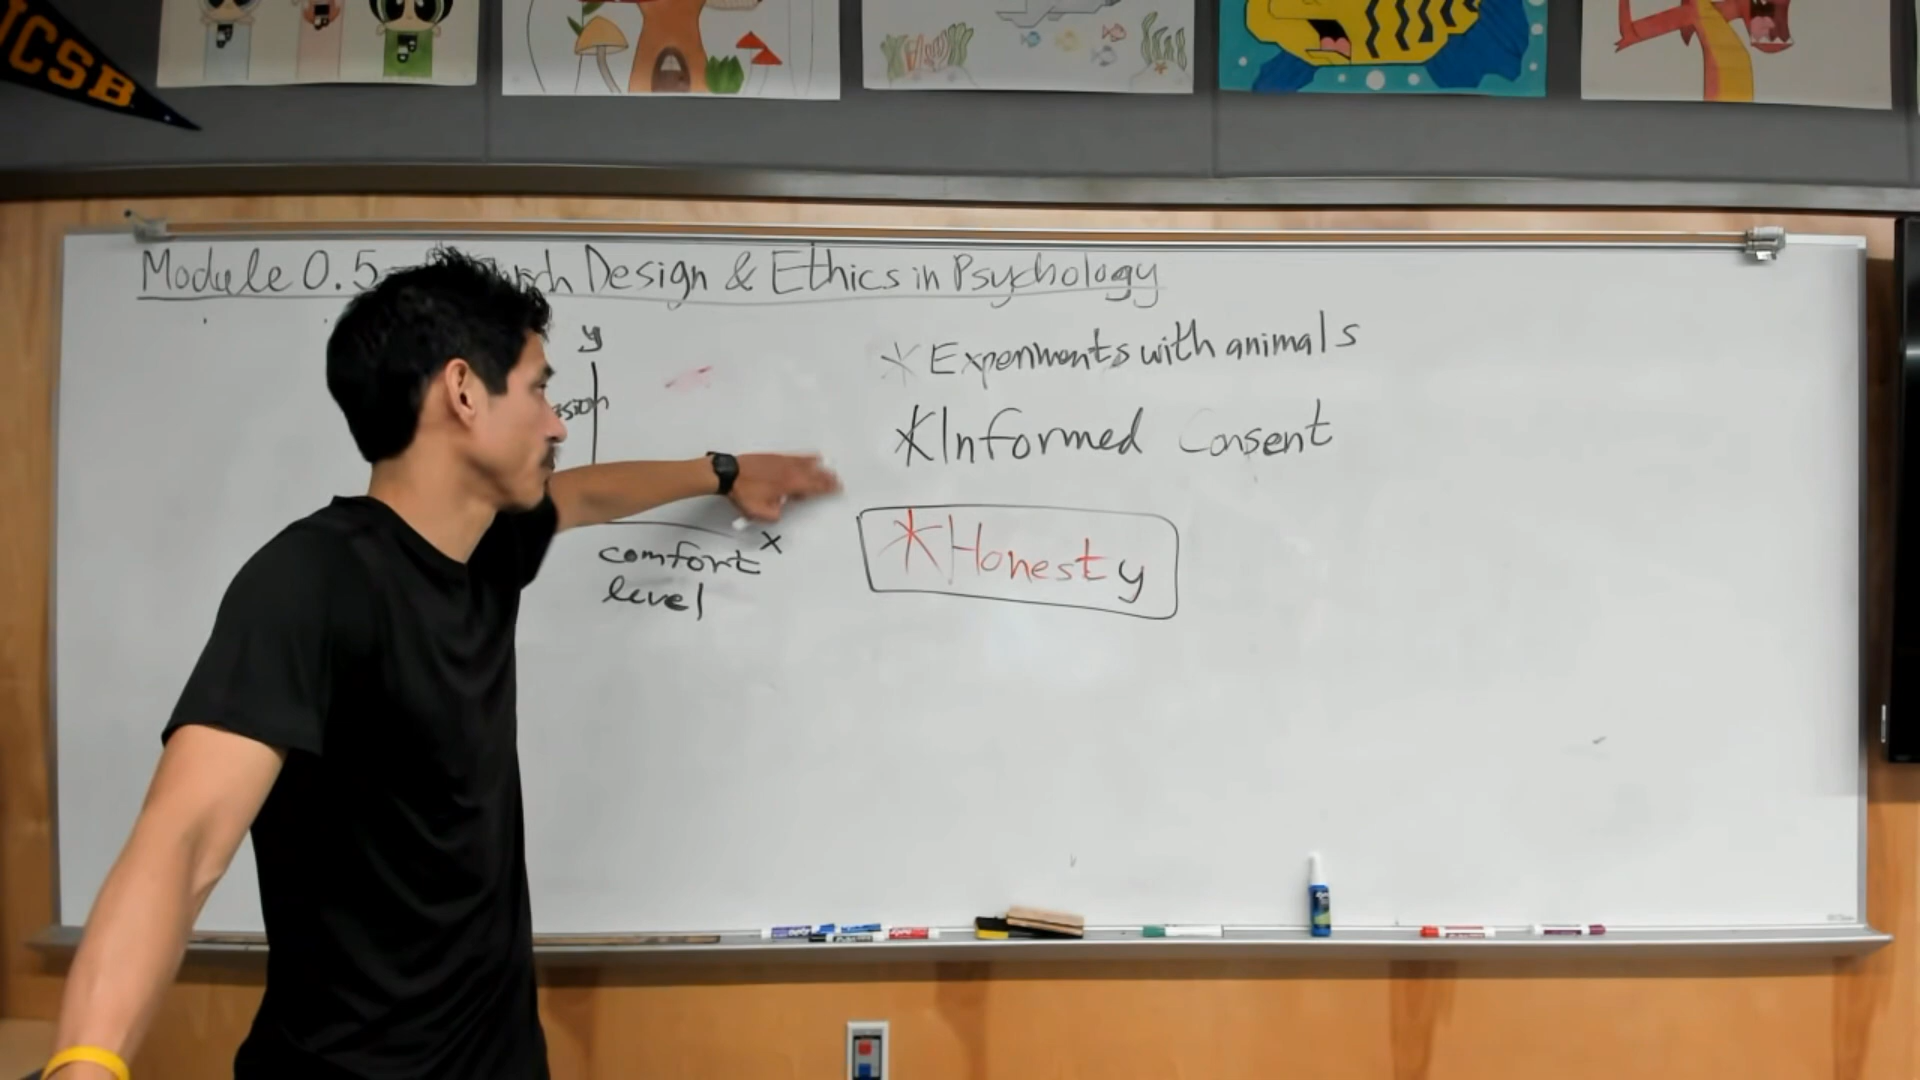 UCSB
Module 0.5 Design & Ethics in Psychology
y
x
comfort
level
* Experiments with animals
* Informed Consent
* Honesty